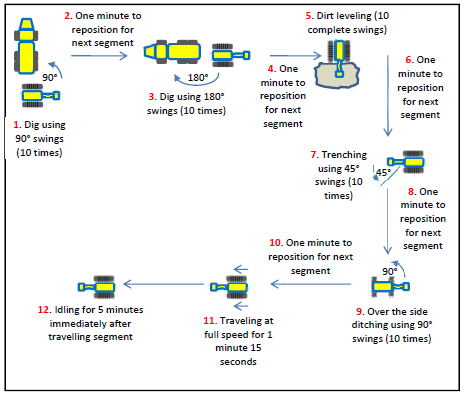 2. One minute to
reposition for
next segment
90°
1. Dig using
90° swings
(10 times)
180°
3. Dig using 180°
swings (10 times)
4. One
minute to
reposition
for next
segment
5. Dirt leveling (10
complete swings)
6. One
minute to
reposition
for next
segment
7. Trenching
using 45°
swings (10
times)
45°
8. One
minute to
reposition
for next
segment
90°
9. Over the side
ditching using 90°
swings (10 times)
10. One minute to
reposition for next
segment
11. Traveling at
full speed for 1
minute 15
seconds
12. Idling for 5 minutes
immediately after
travelling segment